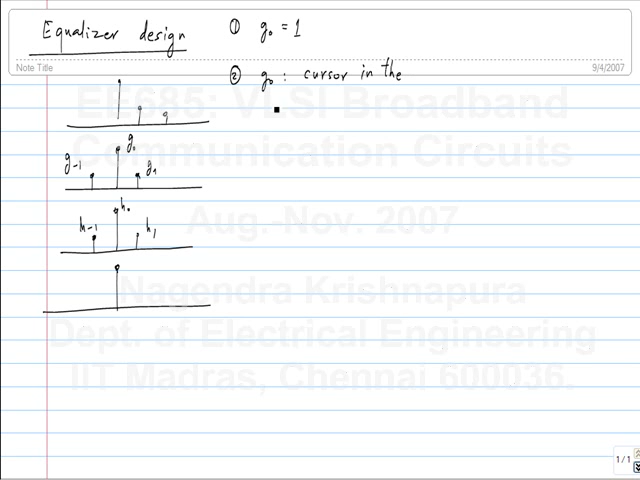 Equalizer design
① g₀ = 1
Note Title
9/4/2007
② g₀ : cursor in the
EE685: VLSI Broadband
Communication Circuits
Aug.-Nov. 2007
Nagendra Krishnapura
Dept. of Electrical Engineering
IIT Madras, Chennai 600036.
g₋₁ g₀ g₁
h₋₁ h₀ h₁
1/1